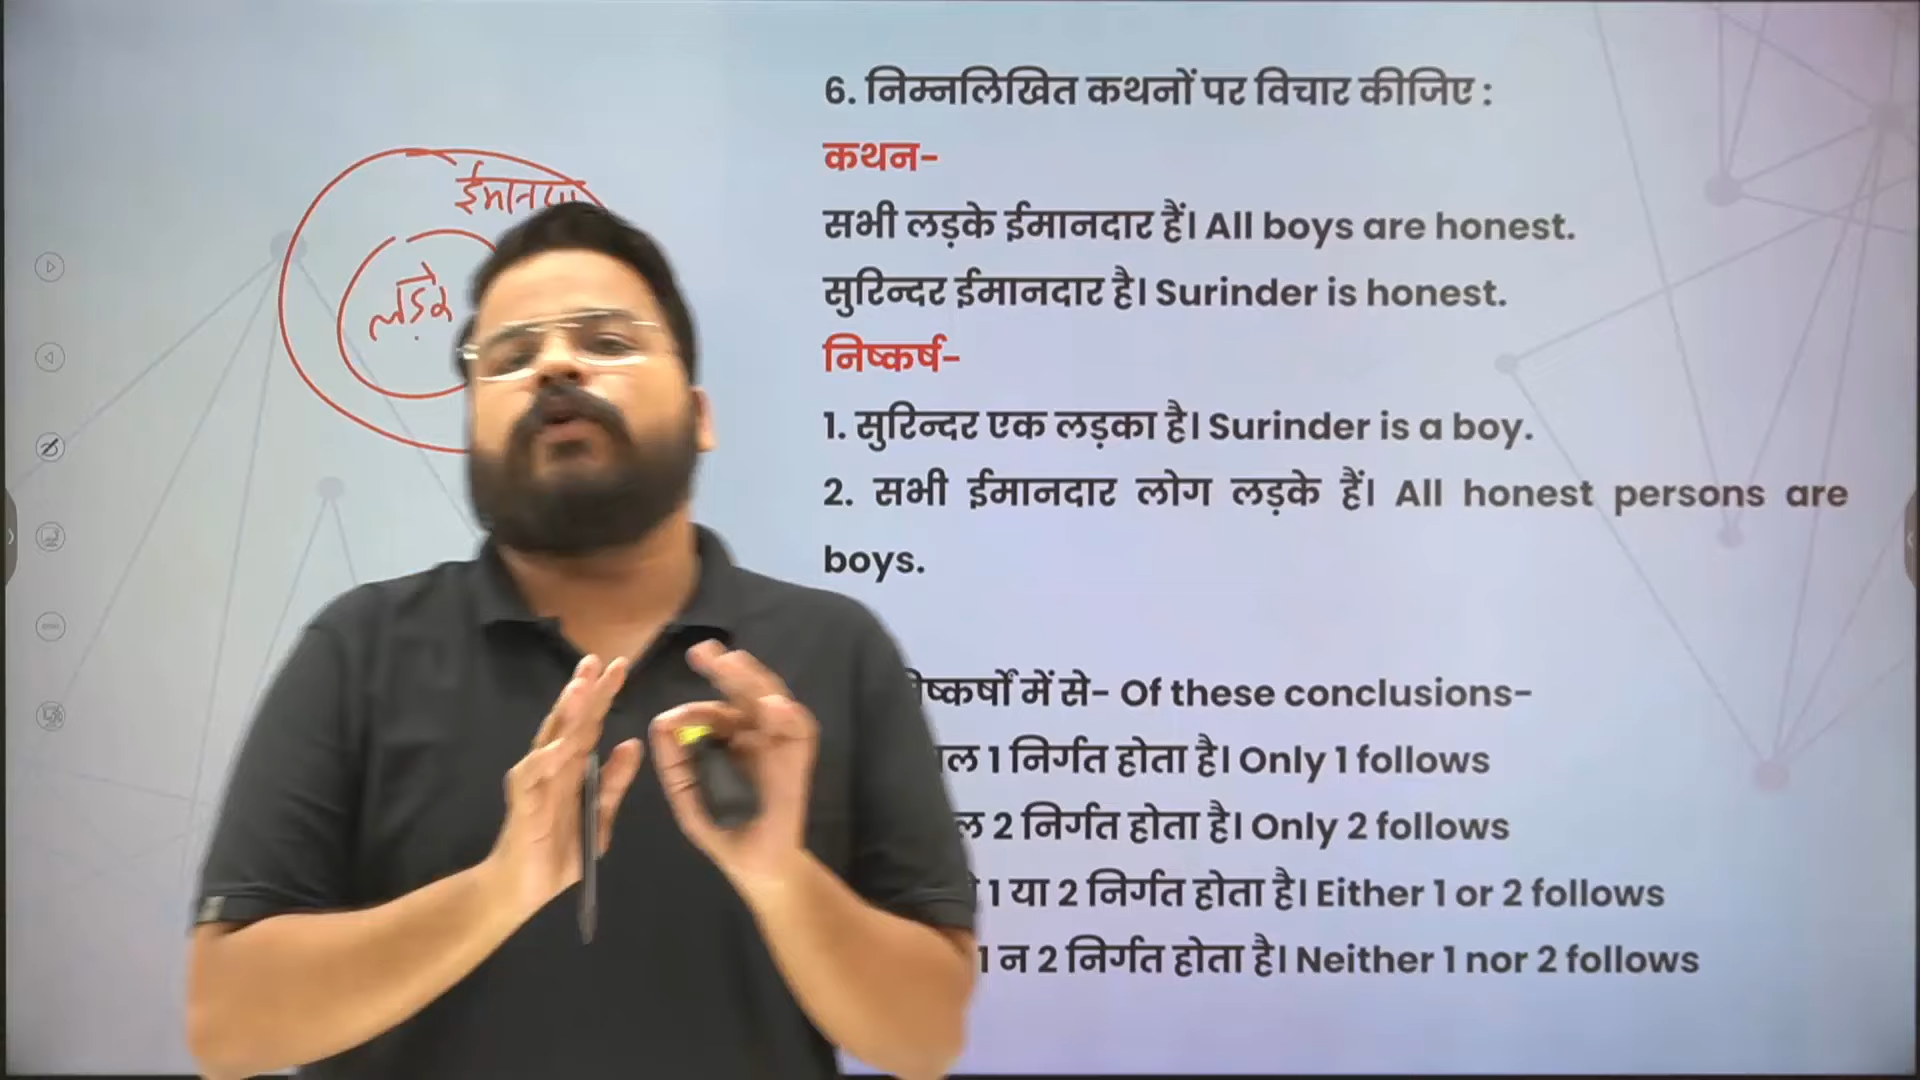 6. निम्नलिखित कथनों पर विचार कीजिए :
कथन-
सभी लड़के ईमानदार हैं। All boys are honest.
सुरिन्दर ईमानदार है। Surinder is honest.
निष्कर्ष-
1. सुरिन्दर एक लड़का है। Surinder is a boy.
2. सभी ईमानदार लोग लड़के हैं। All honest persons are
boys.
में से- Of these conclusions-
1 निर्गत होता है। Only 1 follows
2 निर्गत होता है। Only 2 follows
1 या 2 निर्गत होता है। Either 1 or 2 follows
1 न 2 निर्गत होता है। Neither 1 nor 2 follows
लड़के